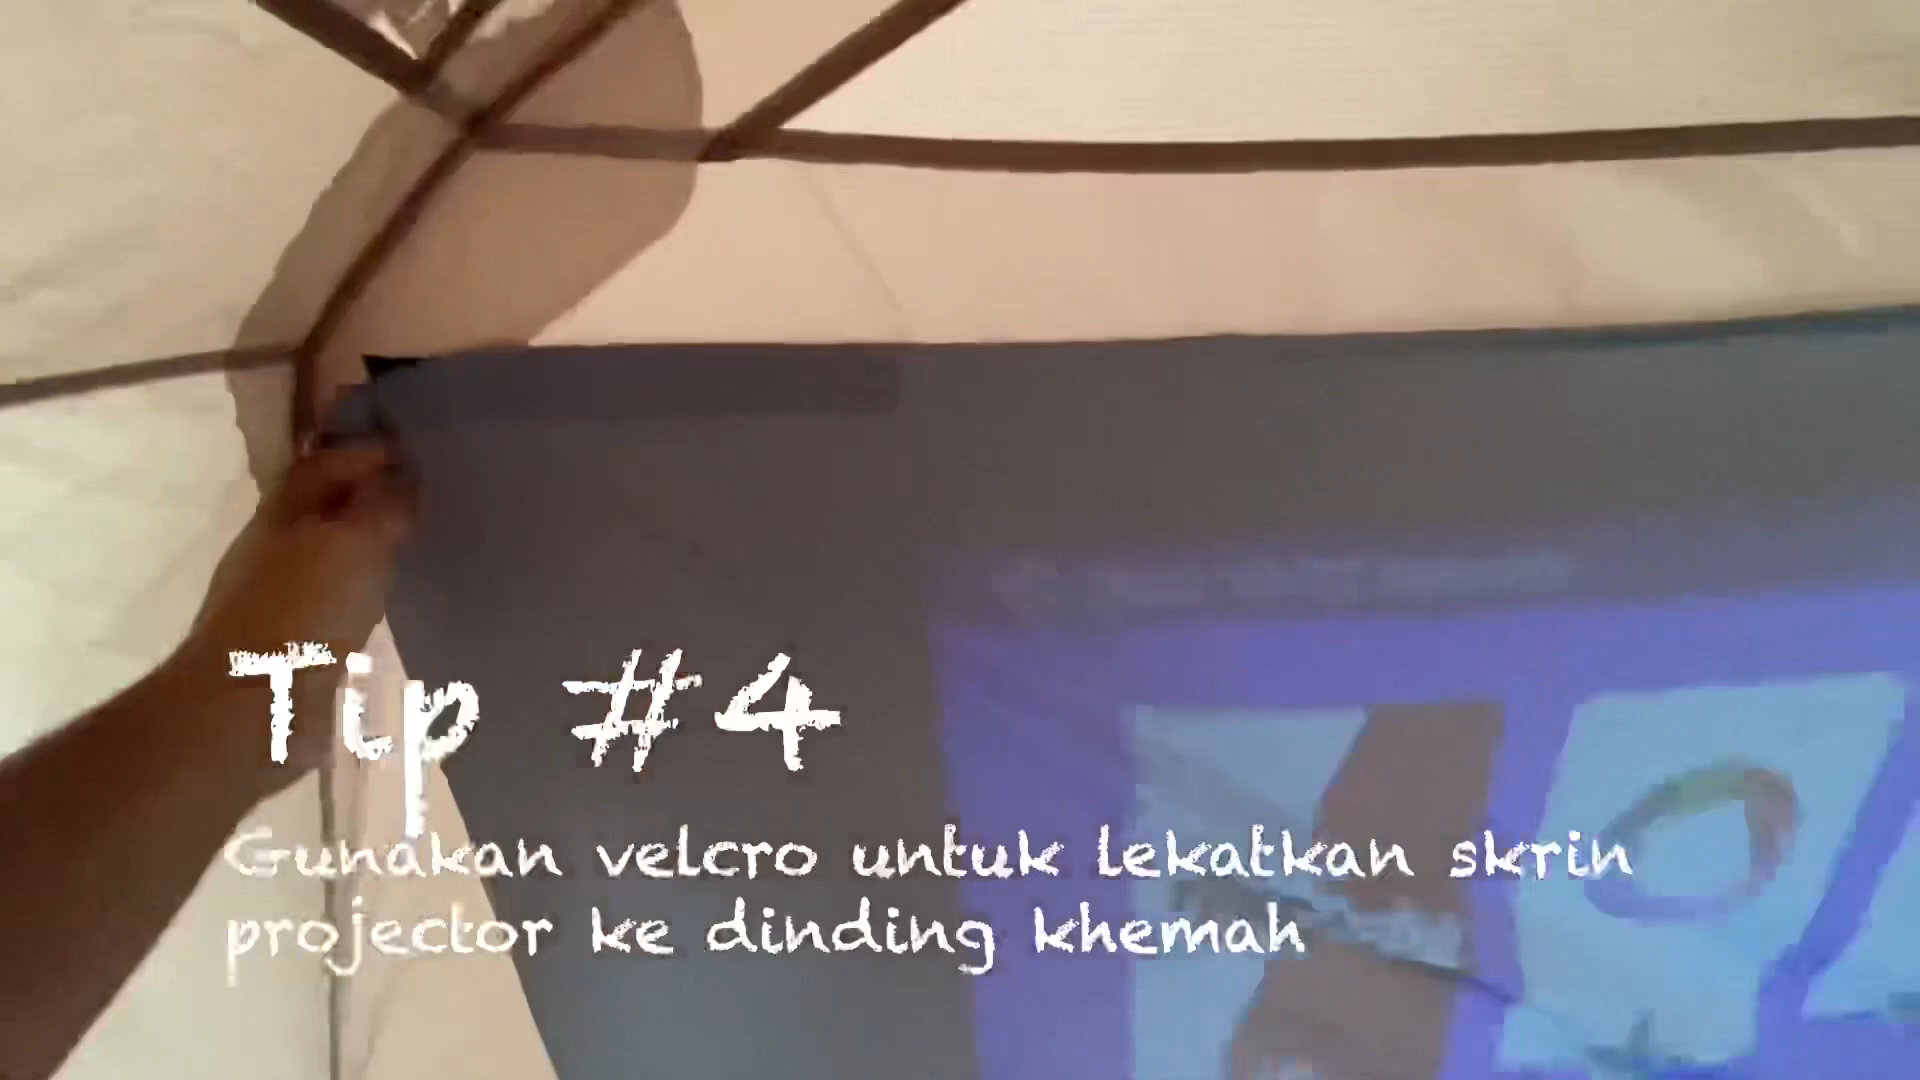 Tip #4
Gunakan velcro untuk lekatkan skrin
projector ke dinding khemah